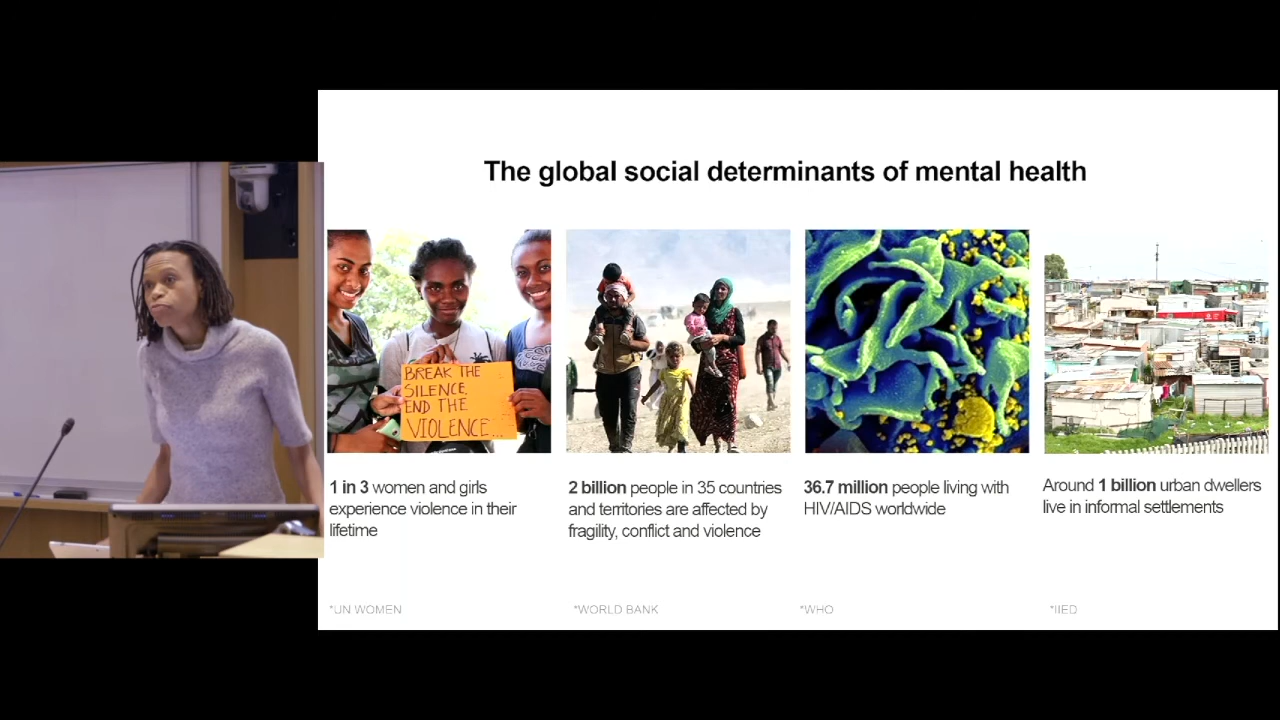 The global social determinants of mental health
BREAK THE
SILENCE,
END THE
VIOLENCE...
1 in 3 women and girls
experience violence in their
lifetime
2 billion people in 35 countries
and territories are affected by
fragility, conflict and violence
36.7 million people living with
HIV/AIDS worldwide
Around 1 billion urban dwellers
live in informal settlements
*UN WOMEN
*WORLD BANK
*WHO
*IIED